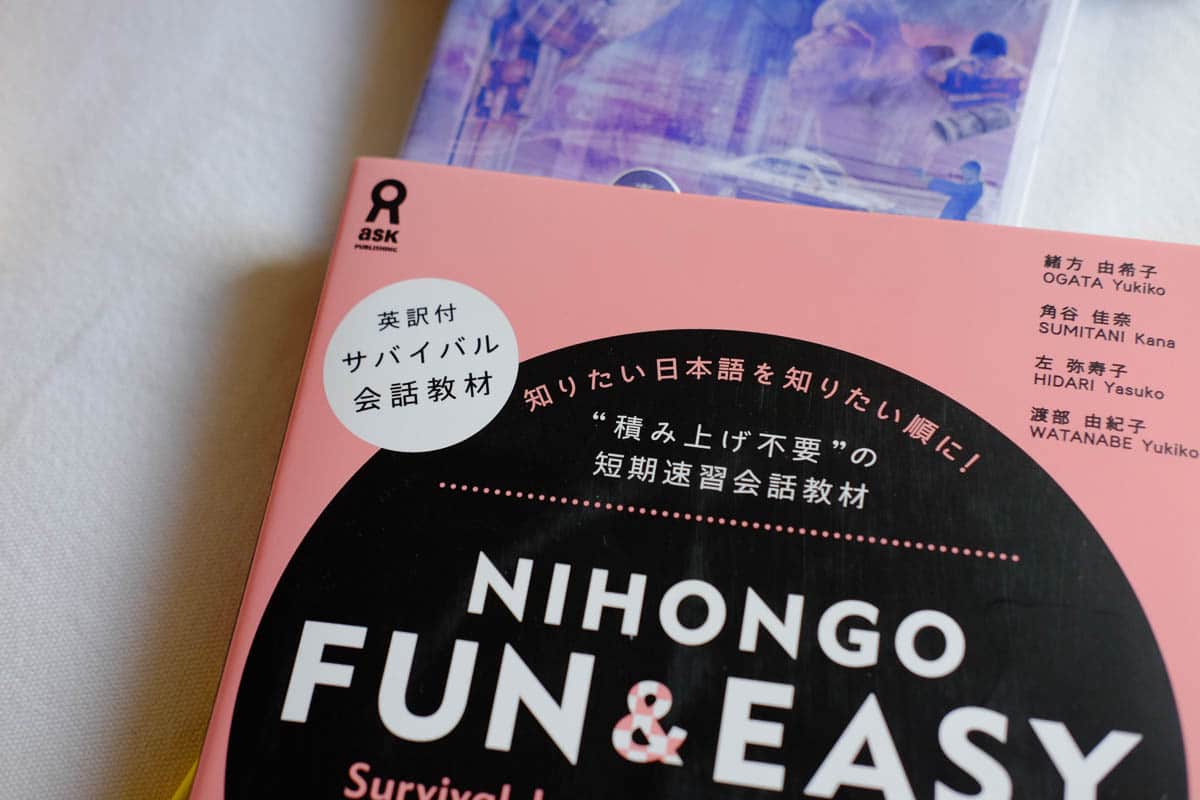 ask
PUBLISHING
緒方 由希子
OGATA Yukiko
角谷 佳奈
SUMITANI Kana
左 弥寿子
HIDARI Yasuko
渡部 由紀子
WATANABE Yukiko
英訳付
サバイバル
会話教材
知りたい日本語を知りたい順に!
“積み上げ不要”の
短期速習会話教材
NIHONGO
FUN & EASY
Survival